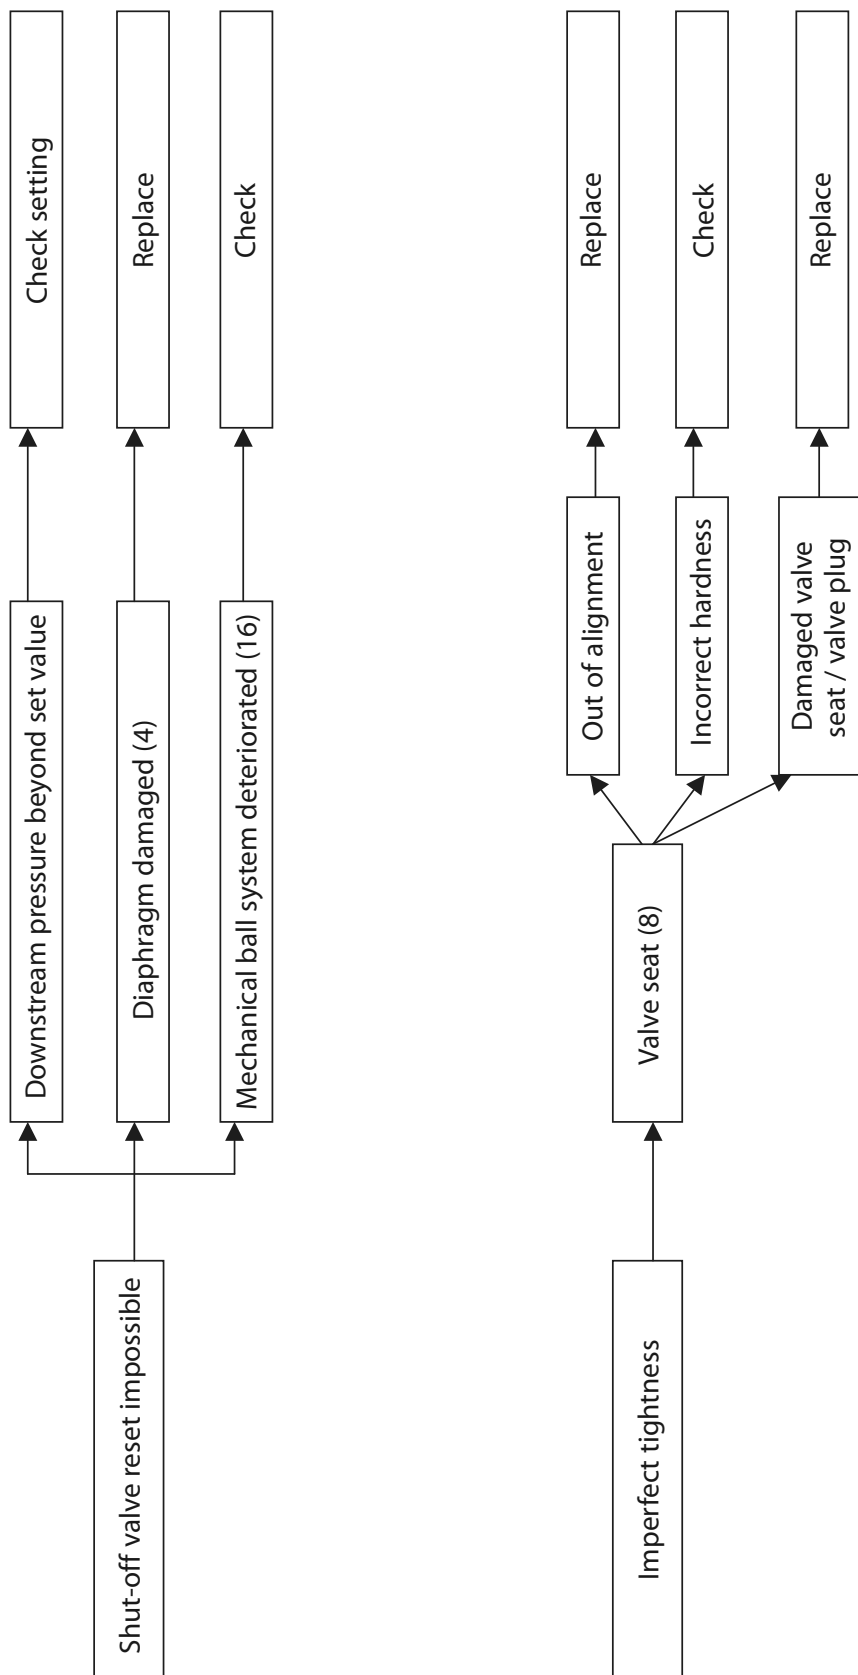 Shut-off valve reset impossible
Downstream pressure beyond set value
Check setting
Diaphragm damaged (4)
Replace
Mechanical ball system deteriorated (16)
Check
Imperfect tightness
Valve seat (8)
Out of alignment
Replace
Incorrect hardness
Check
Damaged valve
seat / valve plug
Replace